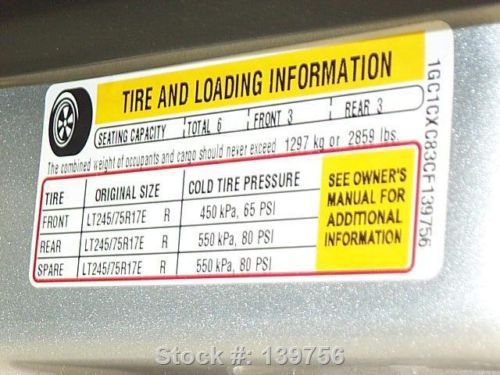 TIRE AND LOADING INFORMATION
SEATING CAPACITY TOTAL 6 FRONT 3 REAR 3
The combined weight of occupants and cargo should never exceed 1297 kg or 2859 lbs.
TIRE ORIGINAL SIZE COLD TIRE PRESSURE
FRONT LT245/75R17E R 450 kPa, 65 PSI
REAR LT245/75R17E R 550 kPa, 80 PSI
SPARE LT245/75R17E R 550 kPa, 80 PSI
SEE OWNER'S
MANUAL FOR
ADDITIONAL
INFORMATION
1GC1CXC83CF139756
Stock #: 139756